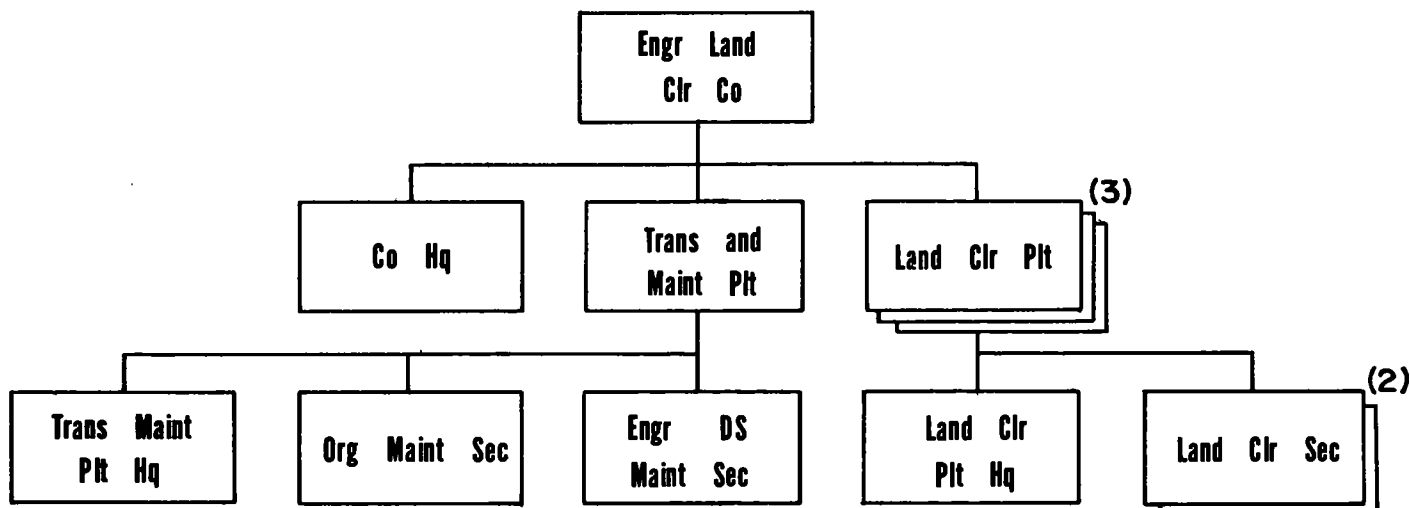 Engr Land
Clr Co
(3)
Co Hq
Trans and
Maint Plt
Land Clr Plt
(2)
Trans Maint
Plt Hq
Org Maint Sec
Engr DS
Maint Sec
Land Clr
Plt Hq
Land Clr Sec